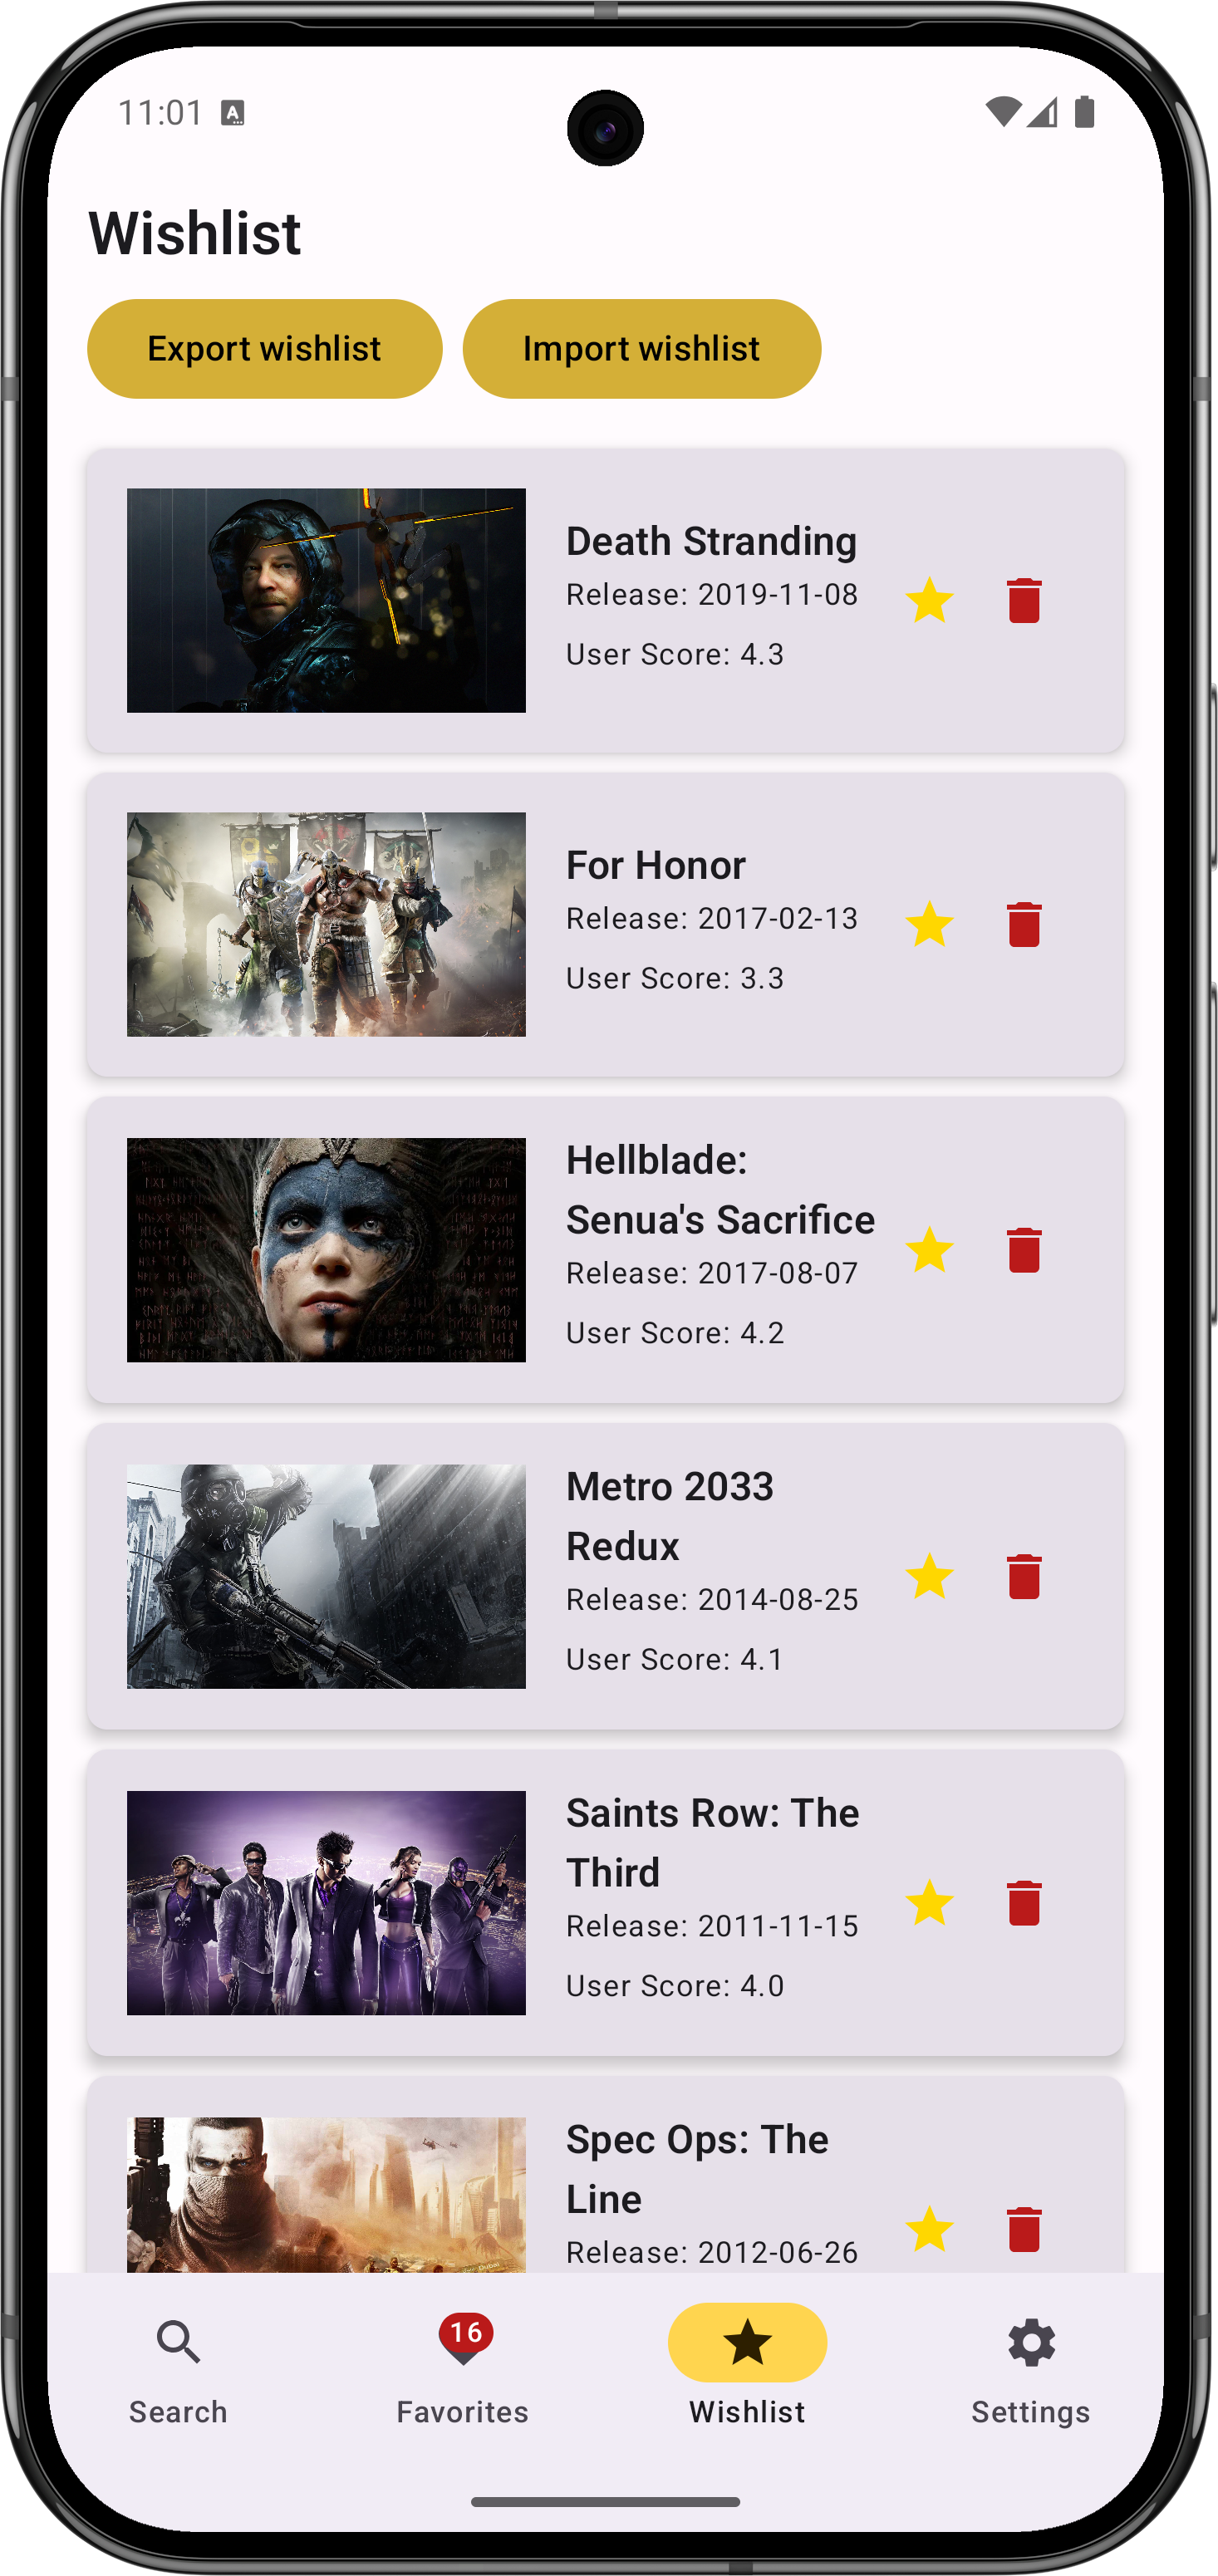 11:01
A
Wishlist
Export wishlist
Import wishlist
Death Stranding
Release: 2019-11-08
User Score: 4.3
For Honor
Release: 2017-02-13
User Score: 3.3
Hellblade:
Senua's Sacrifice
Release: 2017-08-07
User Score: 4.2
Metro 2033
Redux
Release: 2014-08-25
User Score: 4.1
Saints Row: The
Third
Release: 2011-11-15
User Score: 4.0
Spec Ops: The
Line
Release: 2012-06-26
16
Search
Favorites
Wishlist
Settings